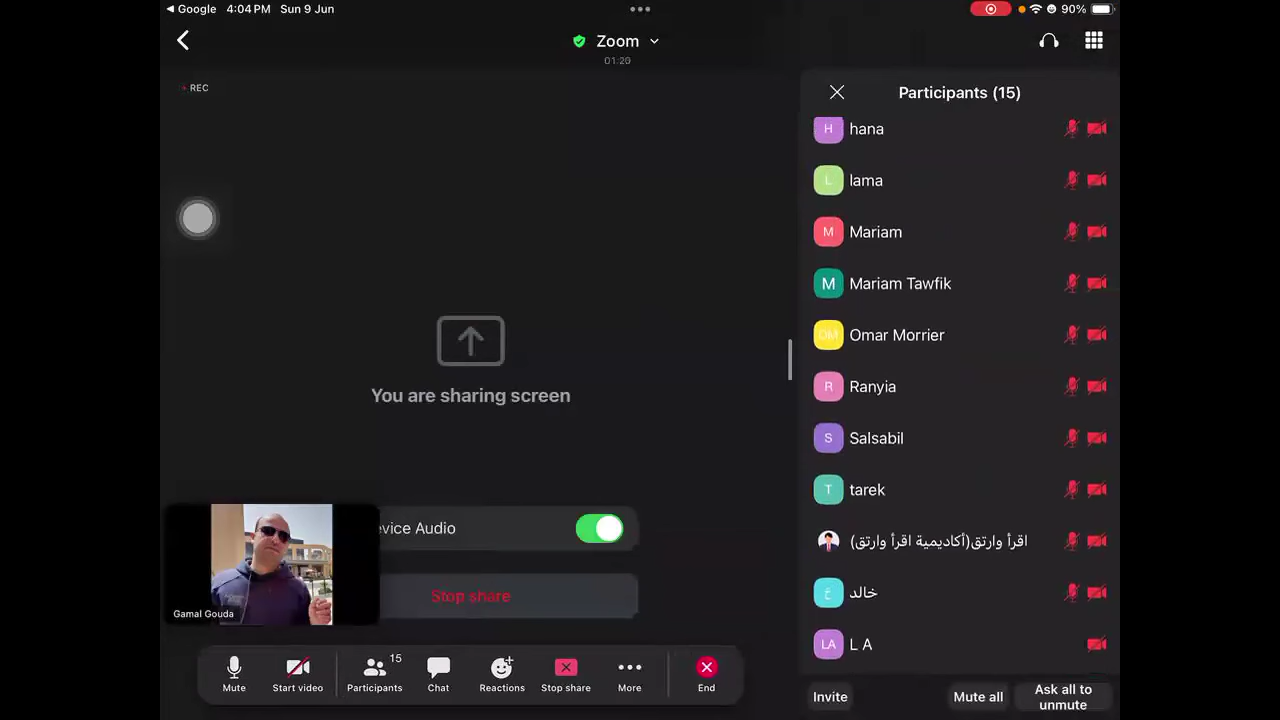 Google 4:04 PM Sun 9 Jun
90%
Zoom
01:20
REC
Participants (15)
H hana
L lama
M Mariam
M Mariam Tawfik
OM Omar Morrier
R Ranyia
S Salsabil
T tarek
اقرأ وارتق(أكاديمية اقرأ وارتق)
خ خالد
LA L A
You are sharing screen
evice Audio
Stop share
Gamal Gouda
15
Mute
Start video
Participants
Chat
Reactions
Stop share
More
End
Invite
Mute all
Ask all to
unmute